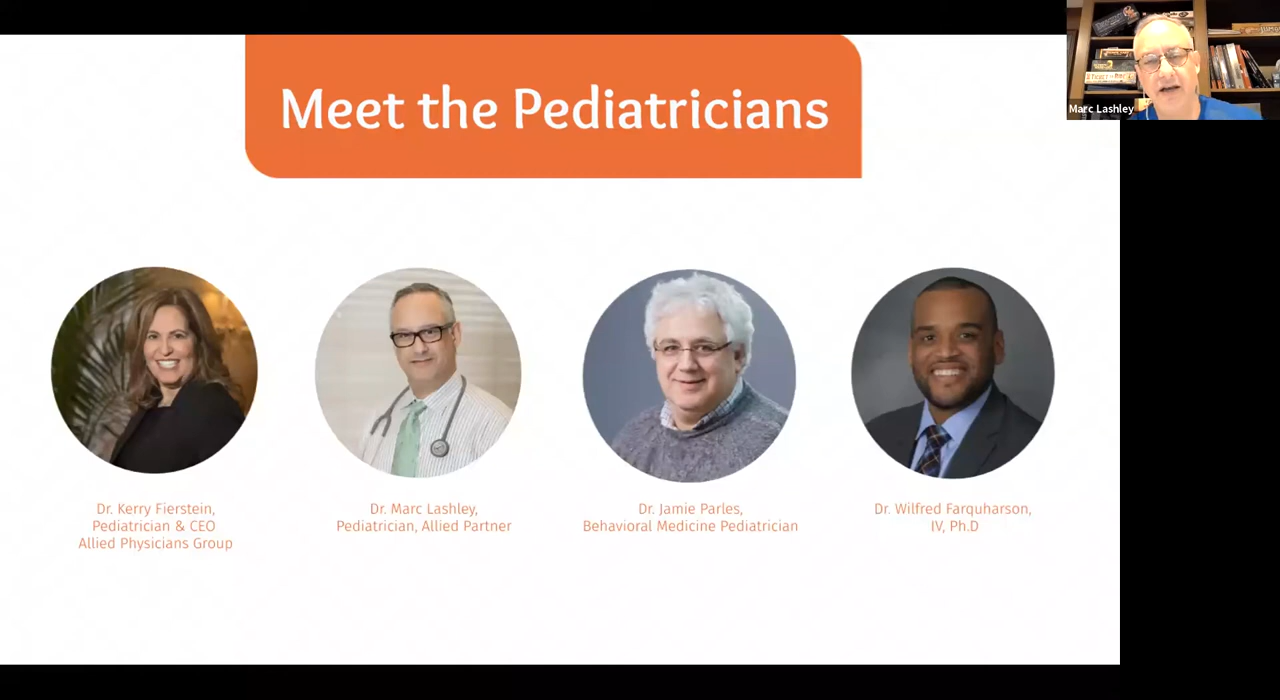 Meet the Pediatricians
Marc Lashley
Dr. Kerry Fierstein,
Pediatrician & CEO
Allied Physicians Group
Dr. Marc Lashley,
Pediatrician, Allied Partner
Dr. Jamie Parles,
Behavioral Medicine Pediatrician
Dr. Wilfred Farquharson,
IV, Ph.D